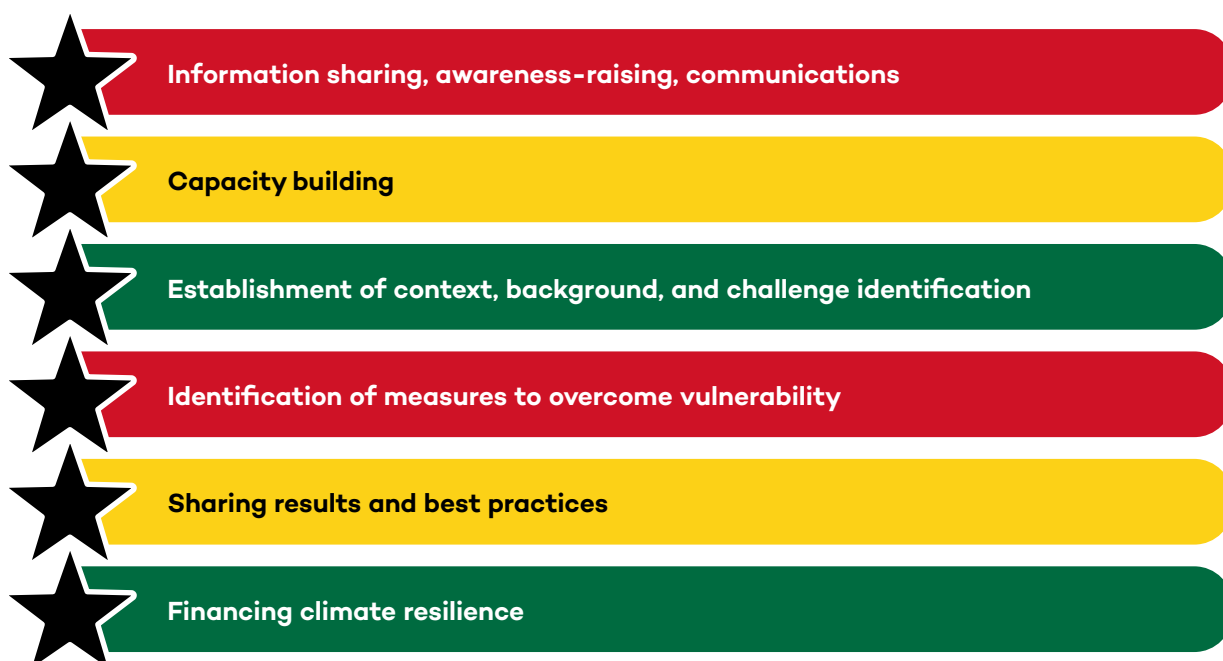 Information sharing, awareness-raising, communications
Capacity building
Establishment of context, background, and challenge identification
Identification of measures to overcome vulnerability
Sharing results and best practices
Financing climate resilience